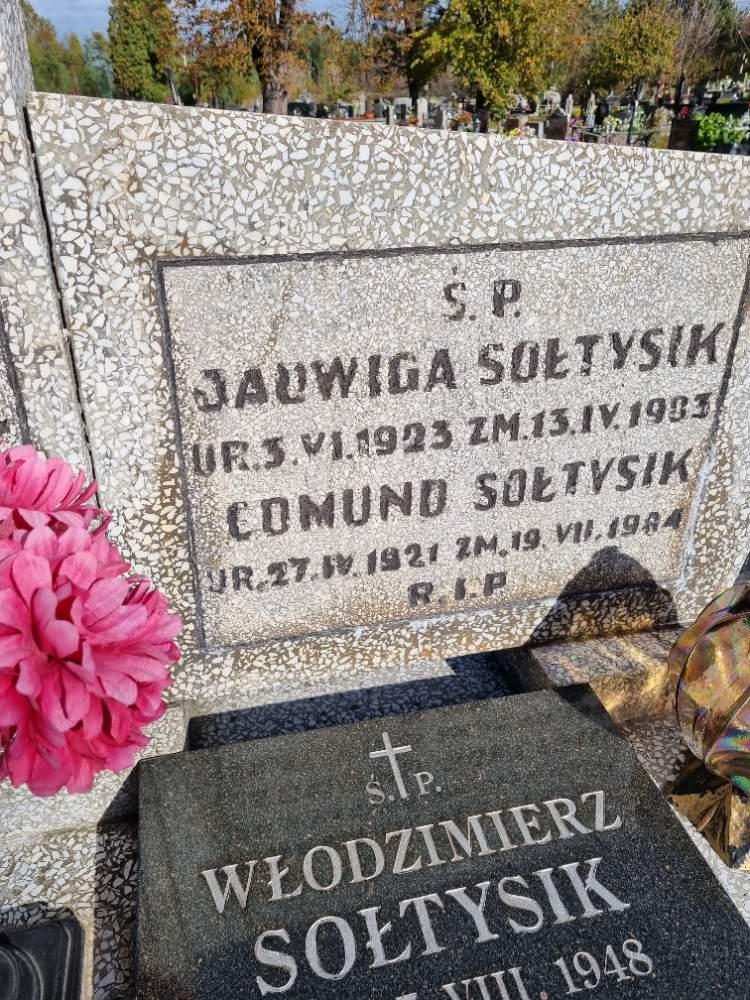 Ś. P.
JADWIGA SOŁTYSIK
UR. 3. VI. 1923 ZM. 13. IV. 1983
EDMUND SOŁTYSIK
UR. 27. IV. 1921 ZM. 19. VII. 1984
R. I. P
Ś. P.
WŁODZIMIERZ
SOŁTYSIK
VIII. 1948